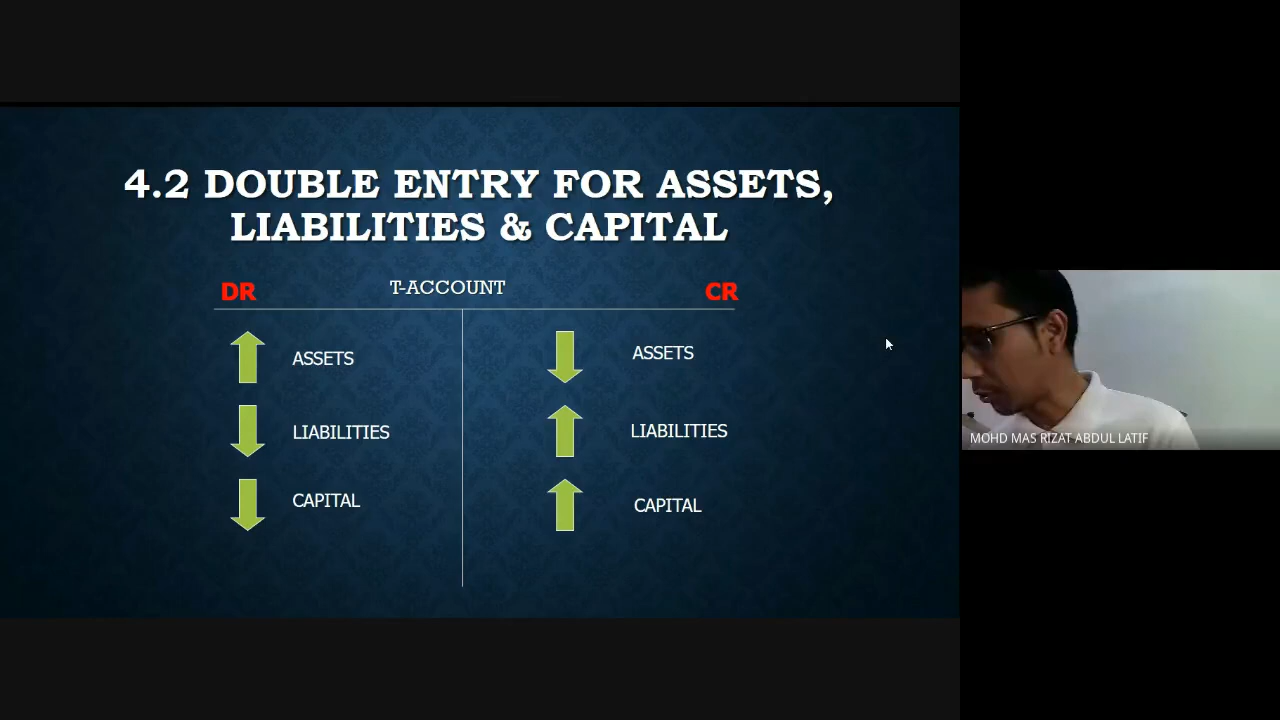 4.2 DOUBLE ENTRY FOR ASSETS,
LIABILITIES & CAPITAL
DR
T-ACCOUNT
CR
ASSETS
ASSETS
LIABILITIES
LIABILITIES
CAPITAL
CAPITAL
MOHD MAS RIZAT ABDUL LATIF